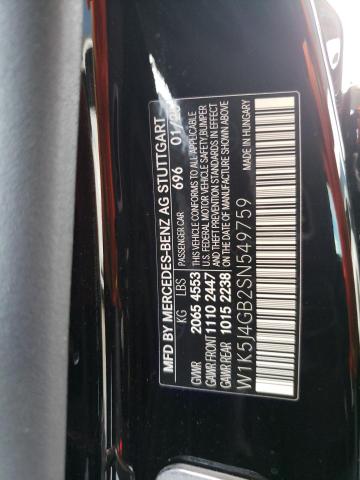 MFD BY MERCEDES-BENZ AG STUTTGART
KG LBS PASSENGER CAR 696 01/
GVWR 2065 4553 THIS VEHICLE CONFORMS TO ALL APPLICABLE
GAWR FRONT 1110 2447 U.S. FEDERAL MOTOR VEHICLE SAFETY, BUMPER
GAWR REAR 1015 2238 AND THEFT PREVENTION STANDARDS IN EFFECT
ON THE DATE OF MANUFACTURE SHOWN ABOVE
W1K5J4GB2SN549759 MADE IN HUNGARY